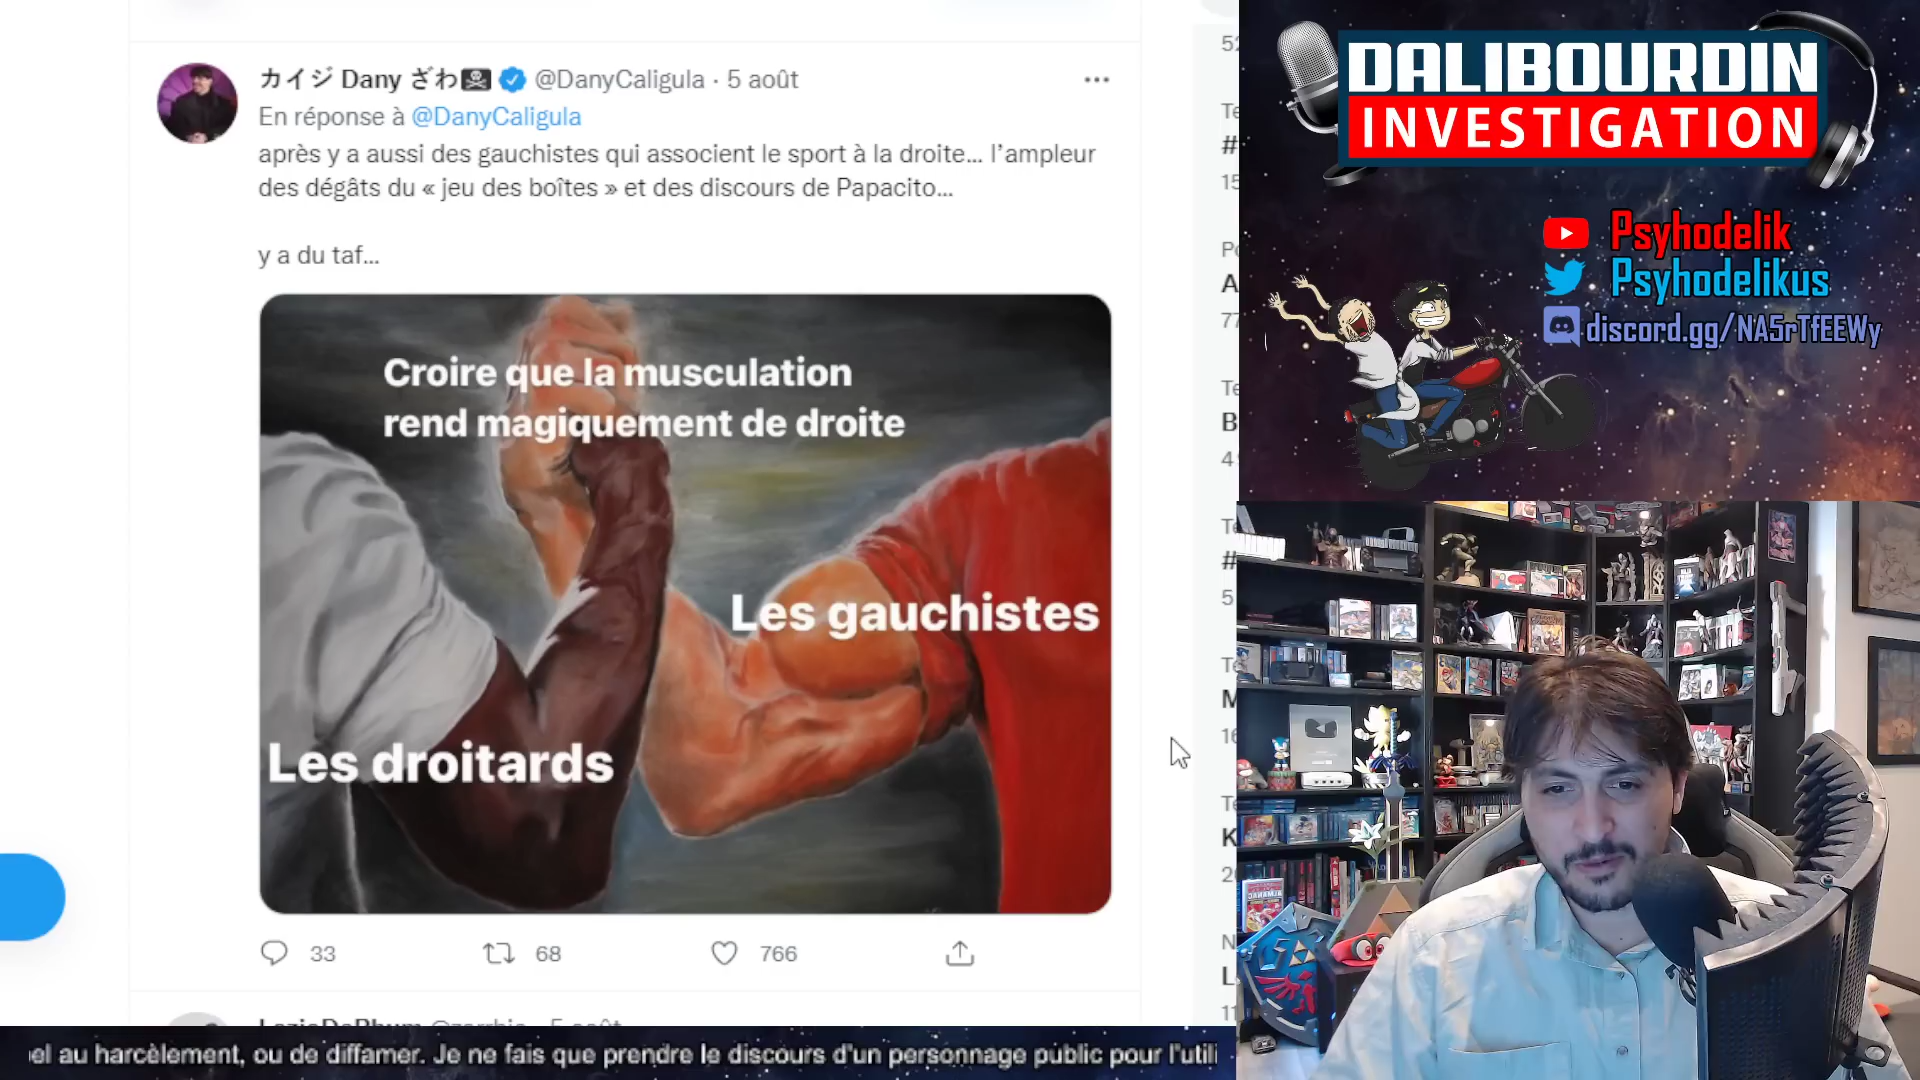 カイジ Dany ざわ @DanyCaligula · 5 août
En réponse à @DanyCaligula
après y a aussi des gauchistes qui associent le sport à la droite... l'ampleur
des dégâts du « jeu des boîtes » et des discours de Papacito...
y a du taf...
Croire que la musculation
rend magiquement de droite
Les gauchistes
Les droitards
33 68 766
DALIBOURDIN
INVESTIGATION
Psyhodelik
Psyhodelikus
discord.gg/NA5rTfEEWy
el au harcèlement, ou de diffamer. Je ne fais que prendre le discours d'un personnage public pour l'utili